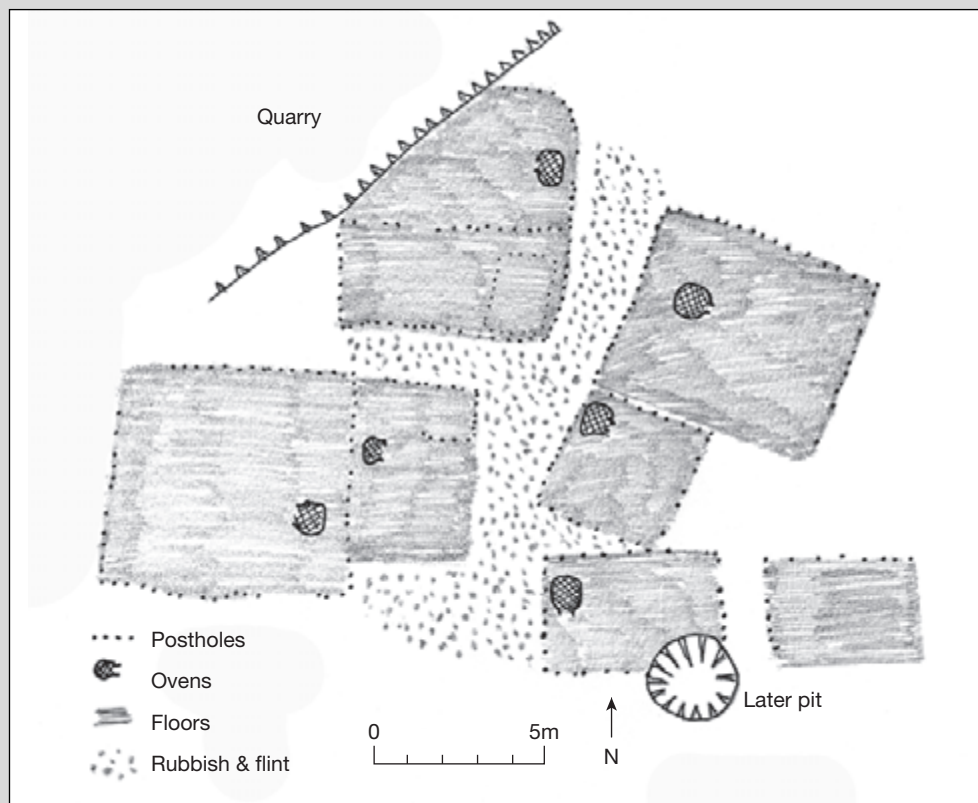 Quarry
Postholes
Ovens
Floors
Rubbish & flint
0 5m
N
Later pit